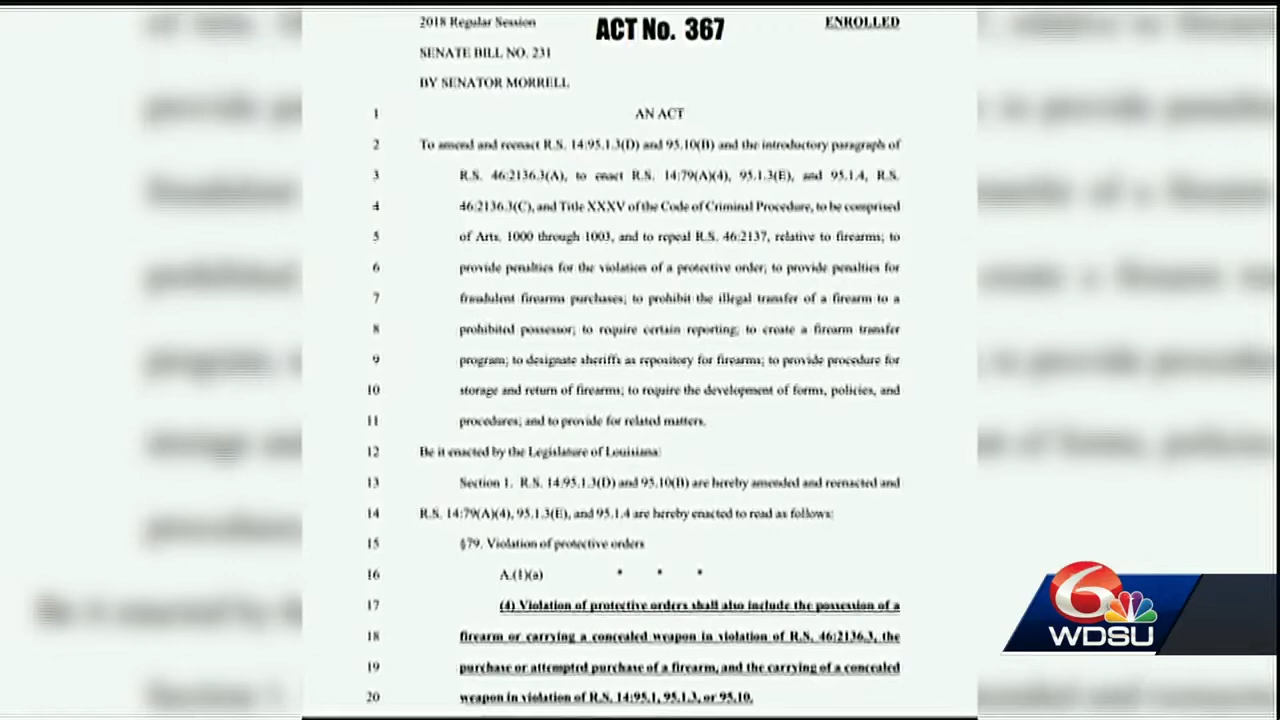 2018 Regular Session ACT No. 367 ENROLLED
SENATE BILL NO. 231
BY SENATOR MORRELL
1 AN ACT
2 To amend and reenact R.S. 14:95.1.3(D) and 95.10(B) and the introductory paragraph of
3 R.S. 46:2136.3(A), to enact R.S. 14:79(A)(4), 95.1.3(E), and 95.1.4, R.S.
4 46:2136.3(C), and Title XXXV of the Code of Criminal Procedure, to be comprised
5 of Arts. 1000 through 1003, and to repeal R.S. 46:2137, relative to firearms; to
6 provide penalties for the violation of a protective order; to provide penalties for
7 fraudulent firearms purchases; to prohibit the illegal transfer of a firearm to a
8 prohibited possessor; to require certain reporting; to create a firearm transfer
9 program; to designate sheriffs as repository for firearms; to provide procedure for
10 storage and return of firearms; to require the development of forms, policies, and
11 procedures; and to provide for related matters.
12 Be it enacted by the Legislature of Louisiana:
13 Section 1. R.S. 14:95.1.3(D) and 95.10(B) are hereby amended and reenacted and
14 R.S. 14:79(A)(4), 95.1.3(E), and 95.1.4 are hereby enacted to read as follows:
15 §79. Violation of protective orders
16 A.(1)(a) * * *
17 (4) Violation of protective orders shall also include the possession of a
18 firearm or carrying a concealed weapon in violation of R.S. 46:2136.3, the
19 purchase or attempted purchase of a firearm, and the carrying of a concealed
20 weapon in violation of R.S. 14:95.1, 95.1.3, or 95.10.
6
WDSU